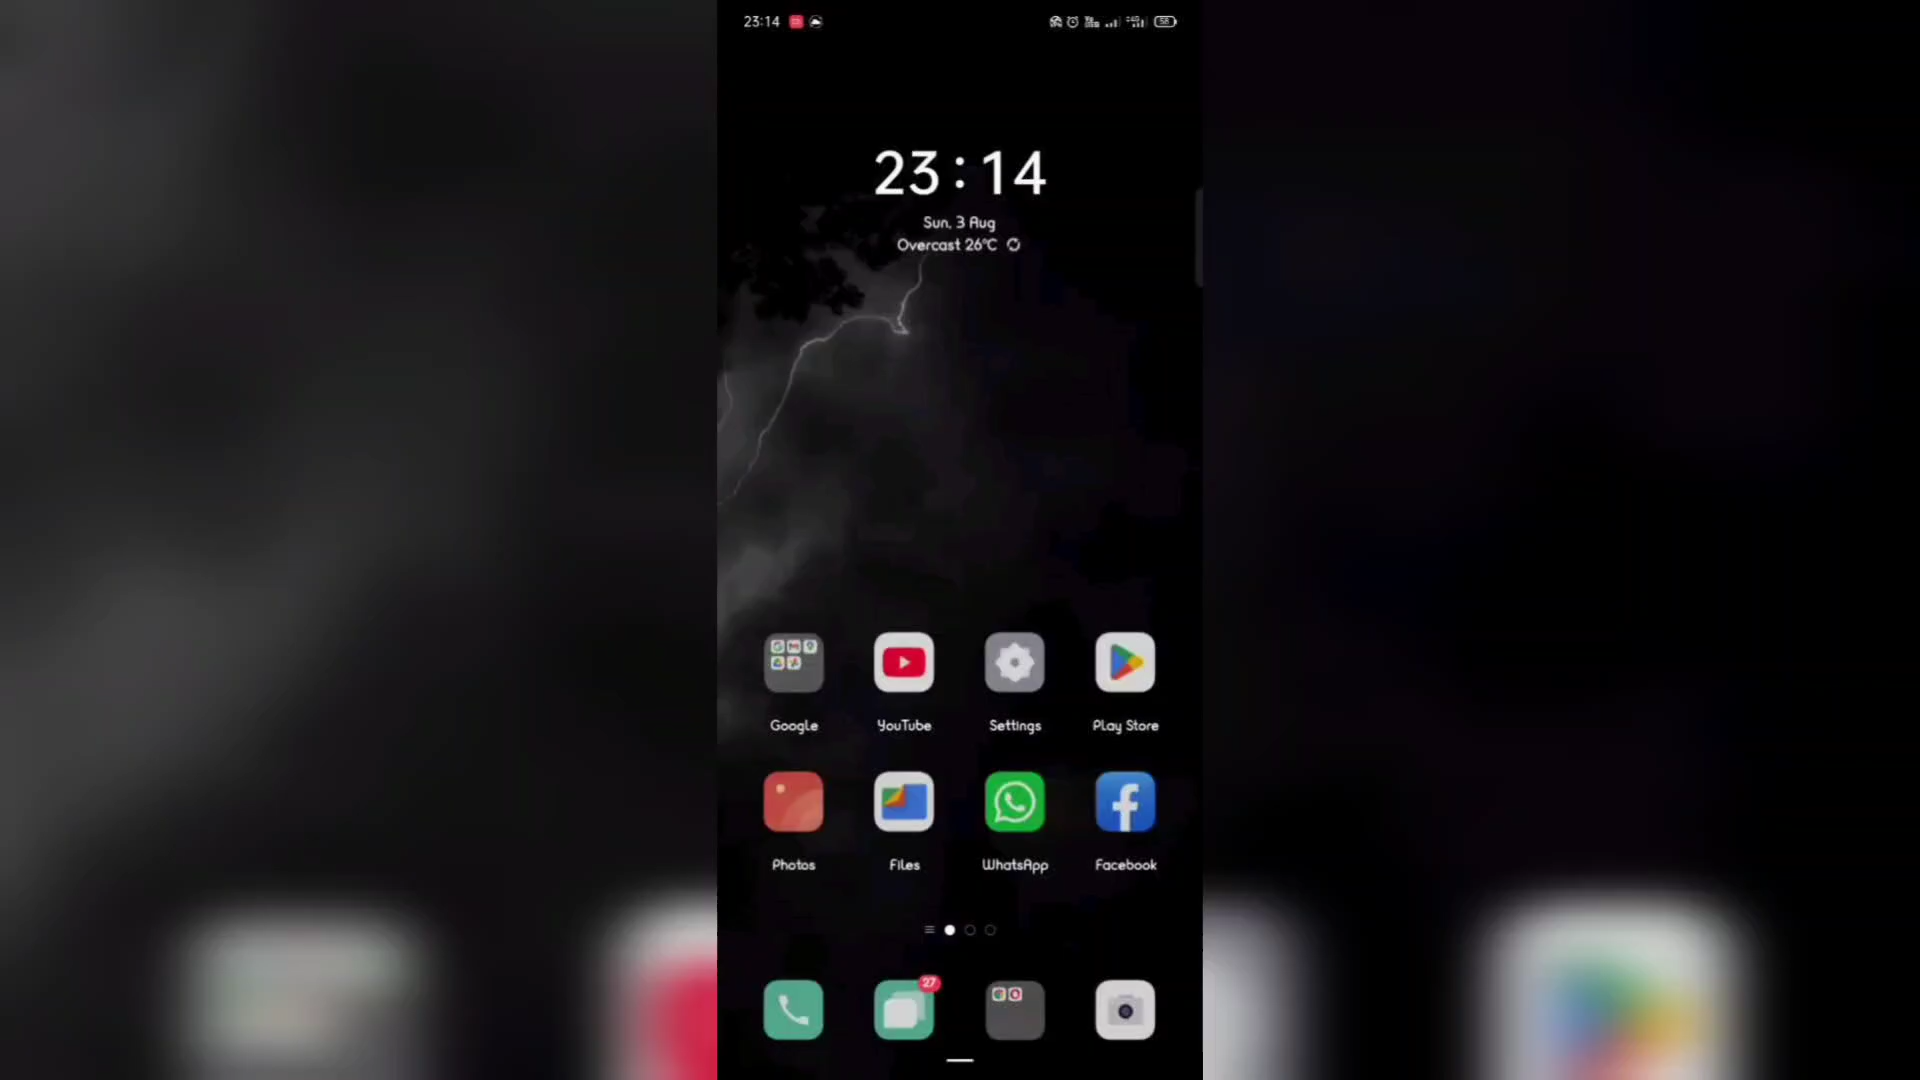 23:14
58
23:14
Sun, 3 Aug
Overcast 26°C
Google
YouTube
Settings
Play Store
Photos
Files
WhatsApp
Facebook
27